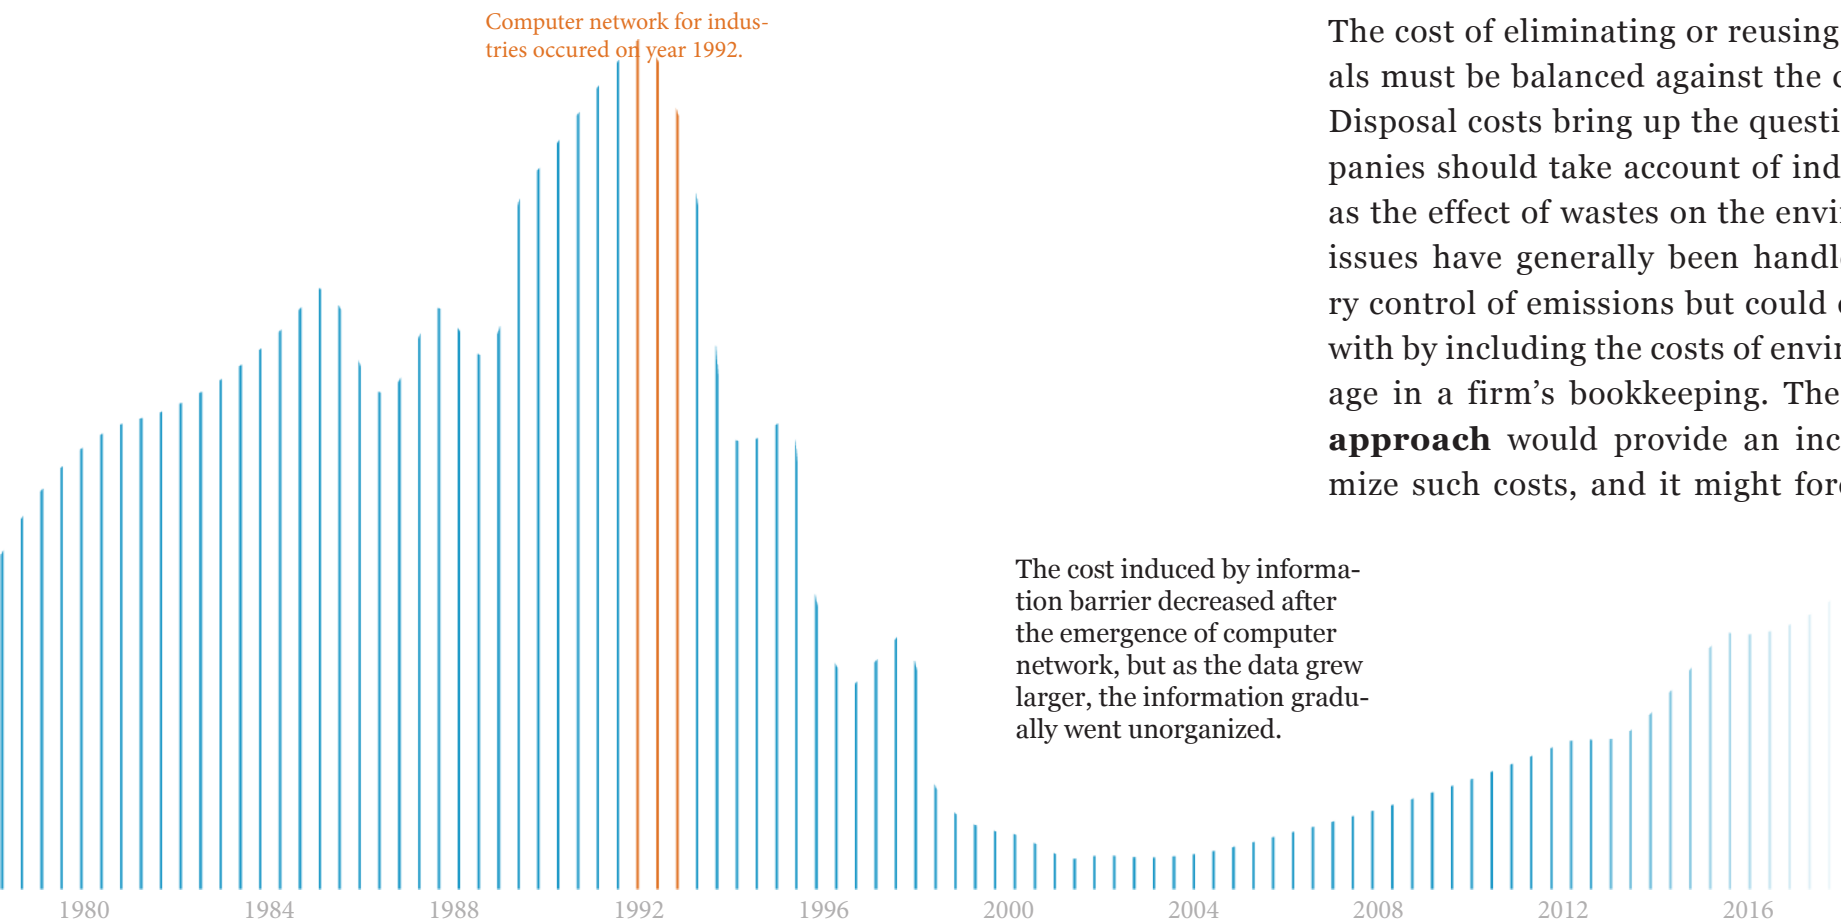 Computer network for indus-
tries occured on year 1992.
The cost of eliminating or reusing
als must be balanced against the
Disposal costs bring up the questi
panies should take account of ind
as the effect of wastes on the envi
issues have generally been handl
ry control of emissions but could
with by including the costs of envir
age in a firm’s bookkeeping. The
approach would provide an inc
mize such costs, and it might for
The cost induced by informa-
tion barrier decreased after
the emergence of computer
network, but as the data grew
larger, the information gradu-
ally went unorganized.
1980 1984 1988 1992 1996 2000 2004 2008 2012 2016